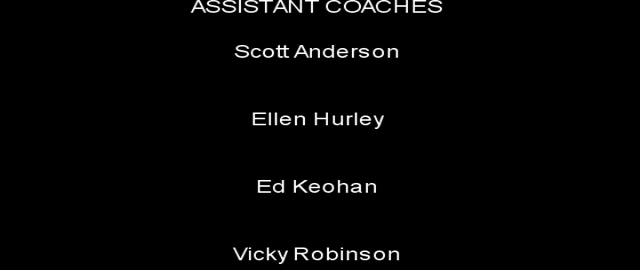 ASSISTANT COACHES
Scott Anderson
Ellen Hurley
Ed Keohan
Vicky Robinson